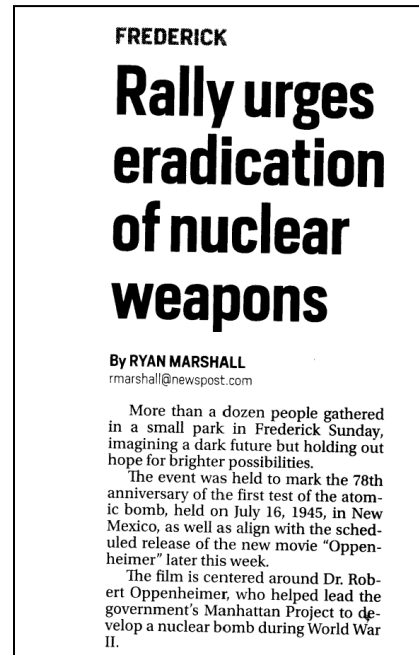 FREDERICK
Rally urges
eradication
of nuclear
weapons
By RYAN MARSHALL
rmarshall@newspost.com
More than a dozen people gathered
in a small park in Frederick Sunday,
imagining a dark future but holding out
hope for brighter possibilities.
The event was held to mark the 78th
anniversary of the first test of the atom-
ic bomb, held on July 16, 1945, in New
Mexico, as well as align with the sched-
uled release of the new movie “Oppen-
heimer” later this week.
The film is centered around Dr. Rob-
ert Oppenheimer, who helped lead the
government’s Manhattan Project to de-
velop a nuclear bomb during World War
II.